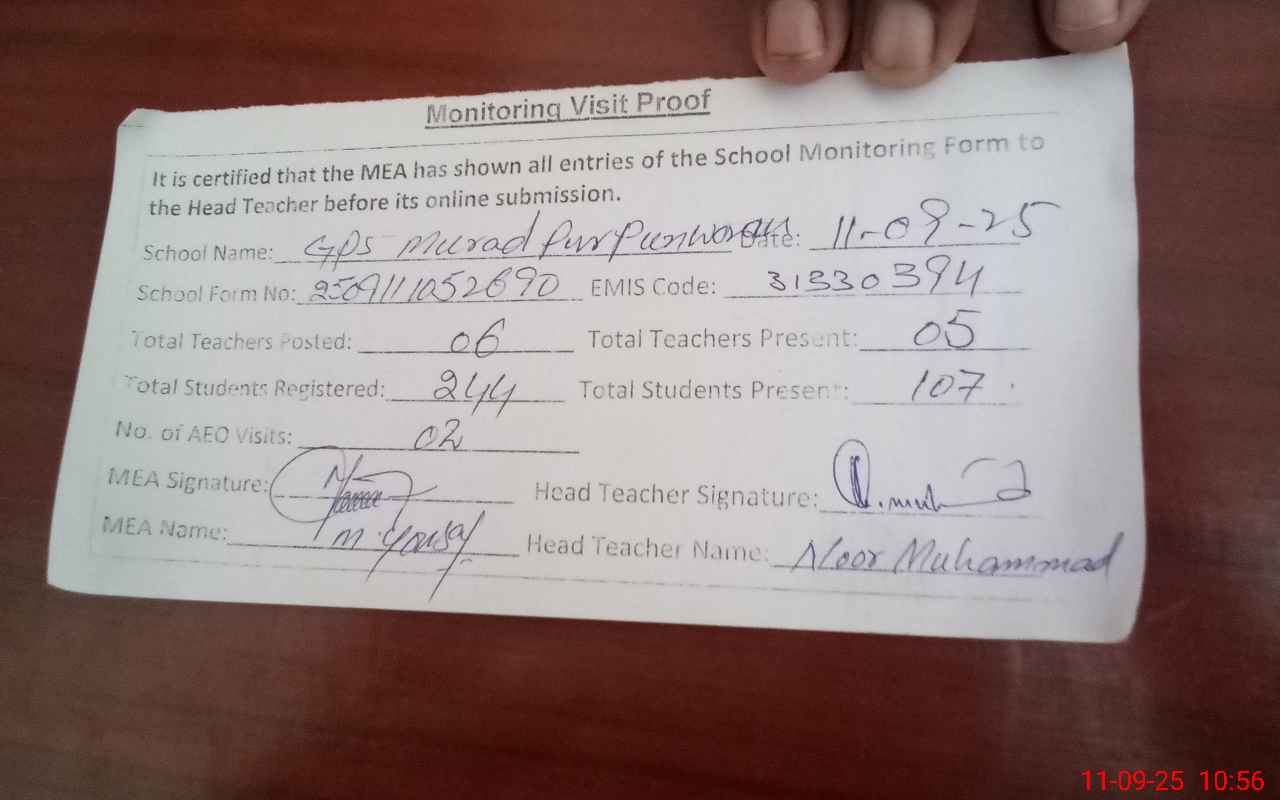 Monitoring Visit Proof
It is certified that the MEA has shown all entries of the School Monitoring Form to
the Head Teacher before its online submission.
School Name: GPS Murad Pur Punwaran Date: 11-09-25
School Form No: 2509111052690 EMIS Code: 31330394
Total Teachers Posted: 06 Total Teachers Present: 05
Total Students Registered: 244 Total Students Present: 107
No. of AEO Visits: 02
MEA Signature: Head Teacher Signature:
MEA Name: M. Yousaf Head Teacher Name: Noor Muhammad
11-09-25 10:56